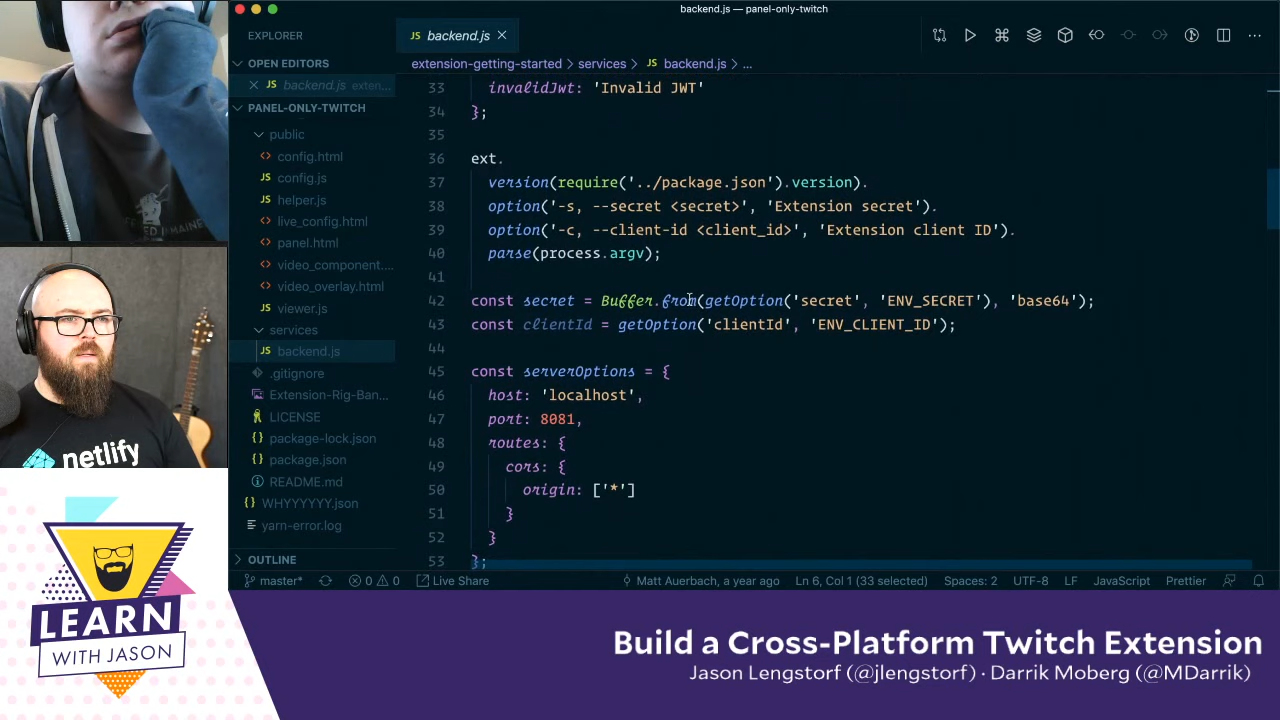 backend.js — panel-only-twitch
EXPLORER
JS backend.js
OPEN EDITORS
JS backend.js exten...
PANEL-ONLY-TWITCH
public
config.html
JS config.js
JS helper.js
live_config.html
panel.html
video_component....
video_overlay.html
JS viewer.js
services
JS backend.js
.gitignore
Extension-Rig-Ban...
LICENSE
package-lock.json
package.json
README.md
WHYYYYYY.json
yarn-error.log
OUTLINE
extension-getting-started > services > JS backend.js > ...
33 invalidJwt: 'Invalid JWT'
34 };
35
36 ext.
37 version(require('../package.json').version).
38 option('-s, --secret <secret>', 'Extension secret').
39 option('-c, --client-id <client_id>', 'Extension client ID').
40 parse(process.argv);
41
42 const secret = Buffer.from(getOption('secret', 'ENV_SECRET'), 'base64');
43 const clientId = getOption('clientId', 'ENV_CLIENT_ID');
44
45 const serverOptions = {
46 host: 'localhost',
47 port: 8081,
48 routes: {
49 cors: {
50 origin: ['*']
51 }
52 }
53 };
master* 0 0 Live Share Matt Auerbach, a year ago Ln 6, Col 1 (33 selected) Spaces: 2 UTF-8 LF JavaScript Prettier
netlify
LEARN
WITH JASON
Build a Cross-Platform Twitch Extension
Jason Lengstorf (@jlengstorf) · Darrik Moberg (@MDarrik)